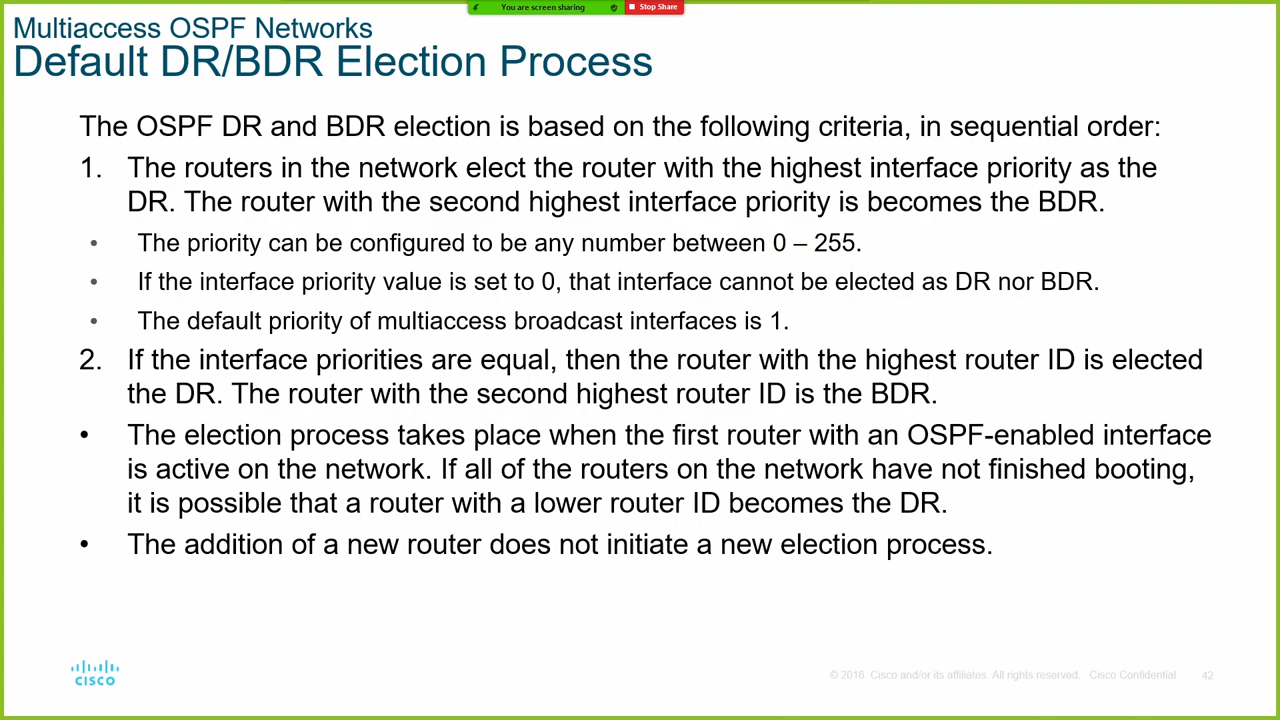 You are screen sharing
Stop Share
Multiaccess OSPF Networks
Default DR/BDR Election Process
The OSPF DR and BDR election is based on the following criteria, in sequential order:
1. The routers in the network elect the router with the highest interface priority as the
DR. The router with the second highest interface priority is becomes the BDR.
• The priority can be configured to be any number between 0 – 255.
• If the interface priority value is set to 0, that interface cannot be elected as DR nor BDR.
• The default priority of multiaccess broadcast interfaces is 1.
2. If the interface priorities are equal, then the router with the highest router ID is elected
the DR. The router with the second highest router ID is the BDR.
• The election process takes place when the first router with an OSPF-enabled interface
is active on the network. If all of the routers on the network have not finished booting,
it is possible that a router with a lower router ID becomes the DR.
• The addition of a new router does not initiate a new election process.
CISCO
© 2016 Cisco and/or its affiliates. All rights reserved. Cisco Confidential 42